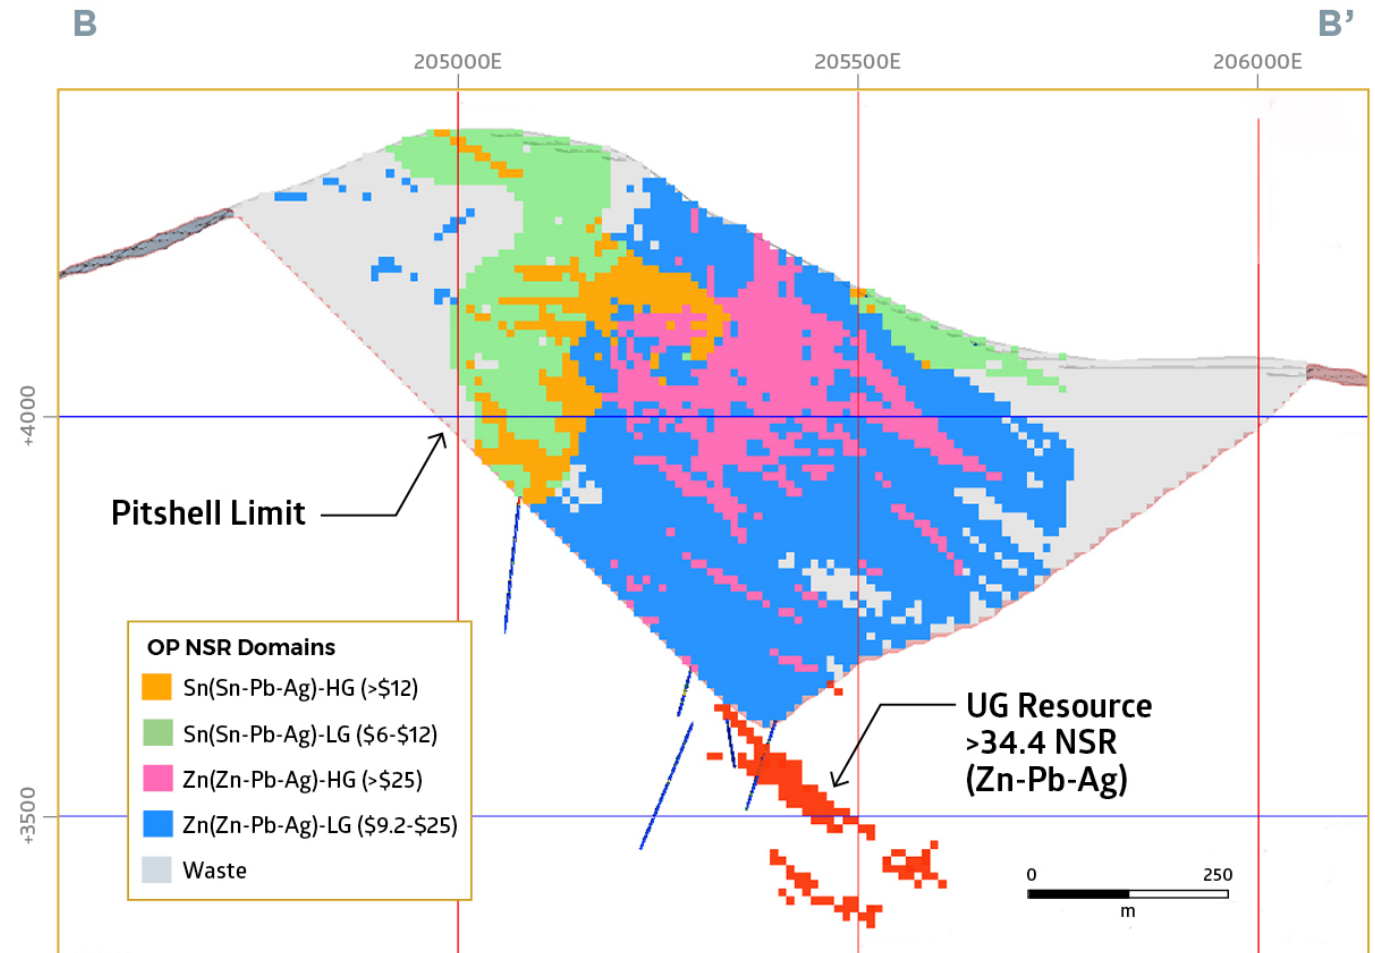 B
B’
205000E
205500E
206000E
+4000
+3500
Pitshell Limit
OP NSR Domains
Sn(Sn-Pb-Ag)-HG (>$12)
Sn(Sn-Pb-Ag)-LG ($6-$12)
Zn(Zn-Pb-Ag)-HG (>$25)
Zn(Zn-Pb-Ag)-LG ($9.2-$25)
Waste
UG Resource
>34.4 NSR
(Zn-Pb-Ag)
0
250
m